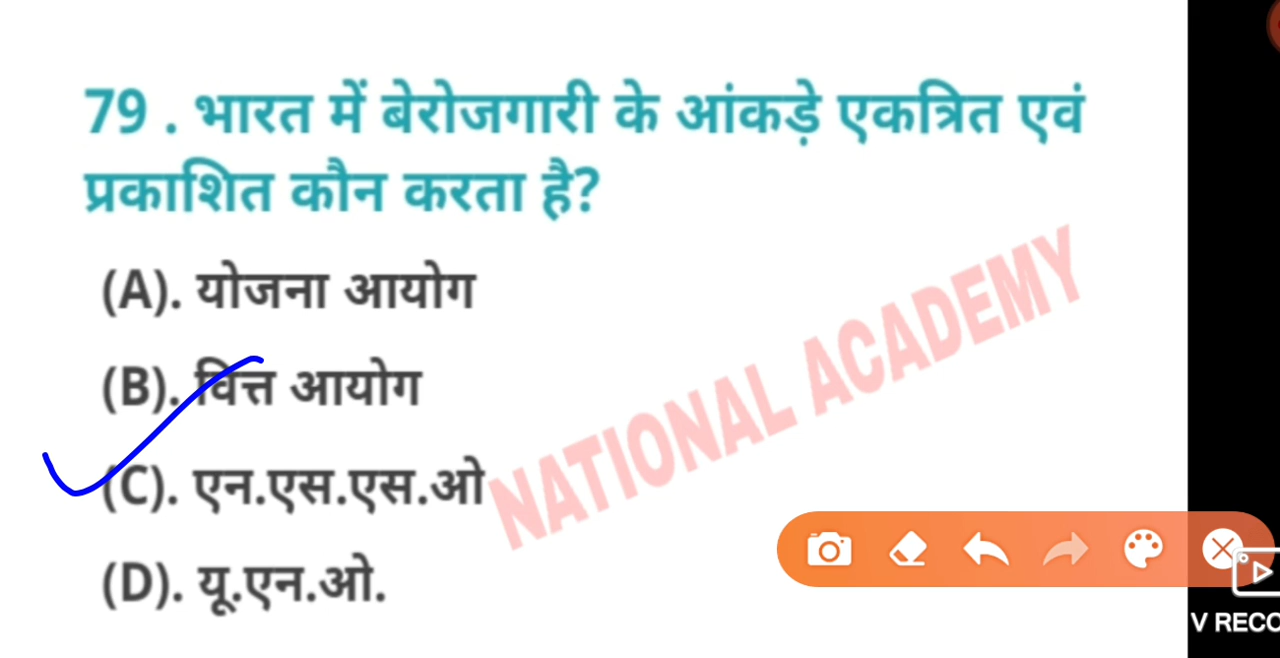 79 . भारत में बेरोजगारी के आंकड़े एकत्रित एवं
प्रकाशित कौन करता है?
(A). योजना आयोग
(B). वित्त आयोग
(C). एन.एस.एस.ओ
(D). यू.एन.ओ.
NATIONAL ACADEMY
V RECO